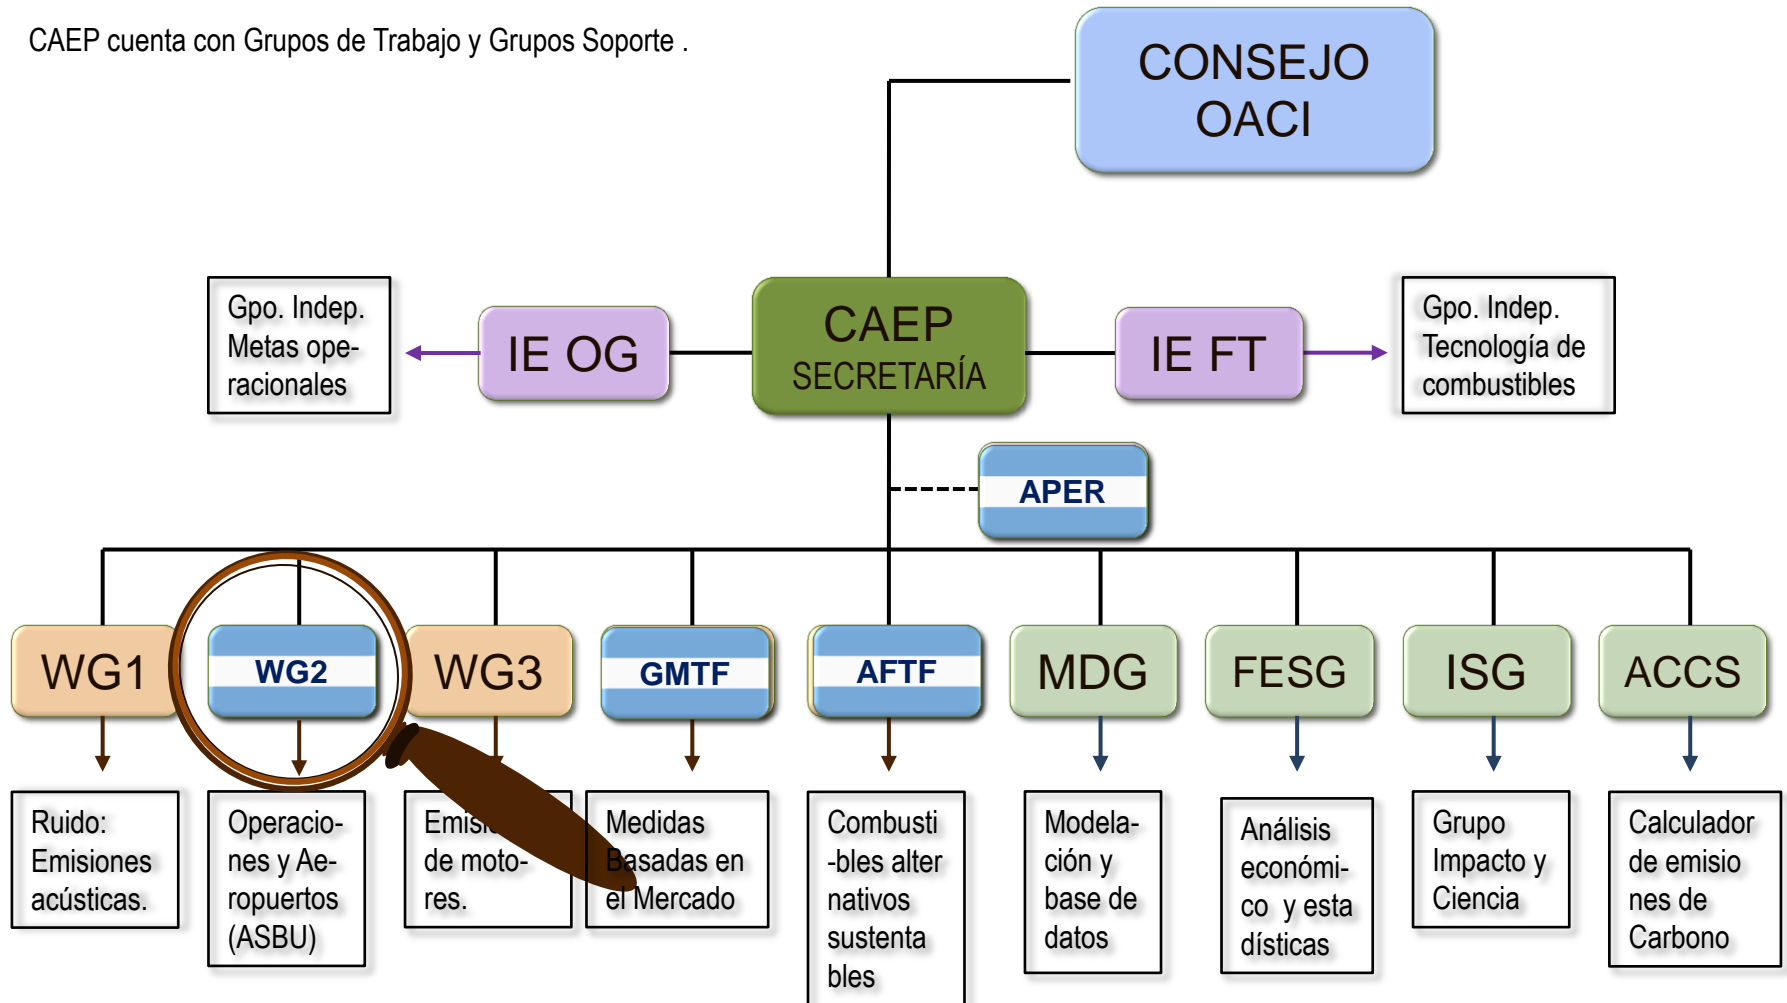 CAEP cuenta con Grupos de Trabajo y Grupos Soporte .
CONSEJO
OACI
Gpo. Indep.
Metas ope-
racionales
IE OG
CAEP
SECRETARÍA
IE FT
Gpo. Indep.
Tecnología de
combustibles
APER
WG1
WG2
WG3
GMTF
AFTF
MDG
FESG
ISG
ACCS
Ruido:
Emisiones
acústicas.
Operacio-
nes y Ae-
ropuertos
(ASBU)
de moto-
res.
Medidas
Basadas en
el Mercado
Combusti
-bles alter
nativos
sustenta
bles
Modela-
ción y
base de
datos
Análisis
económi-
co y esta
dísticas
Grupo
Impacto y
Ciencia
Calculador
de emisio
nes de
Carbono